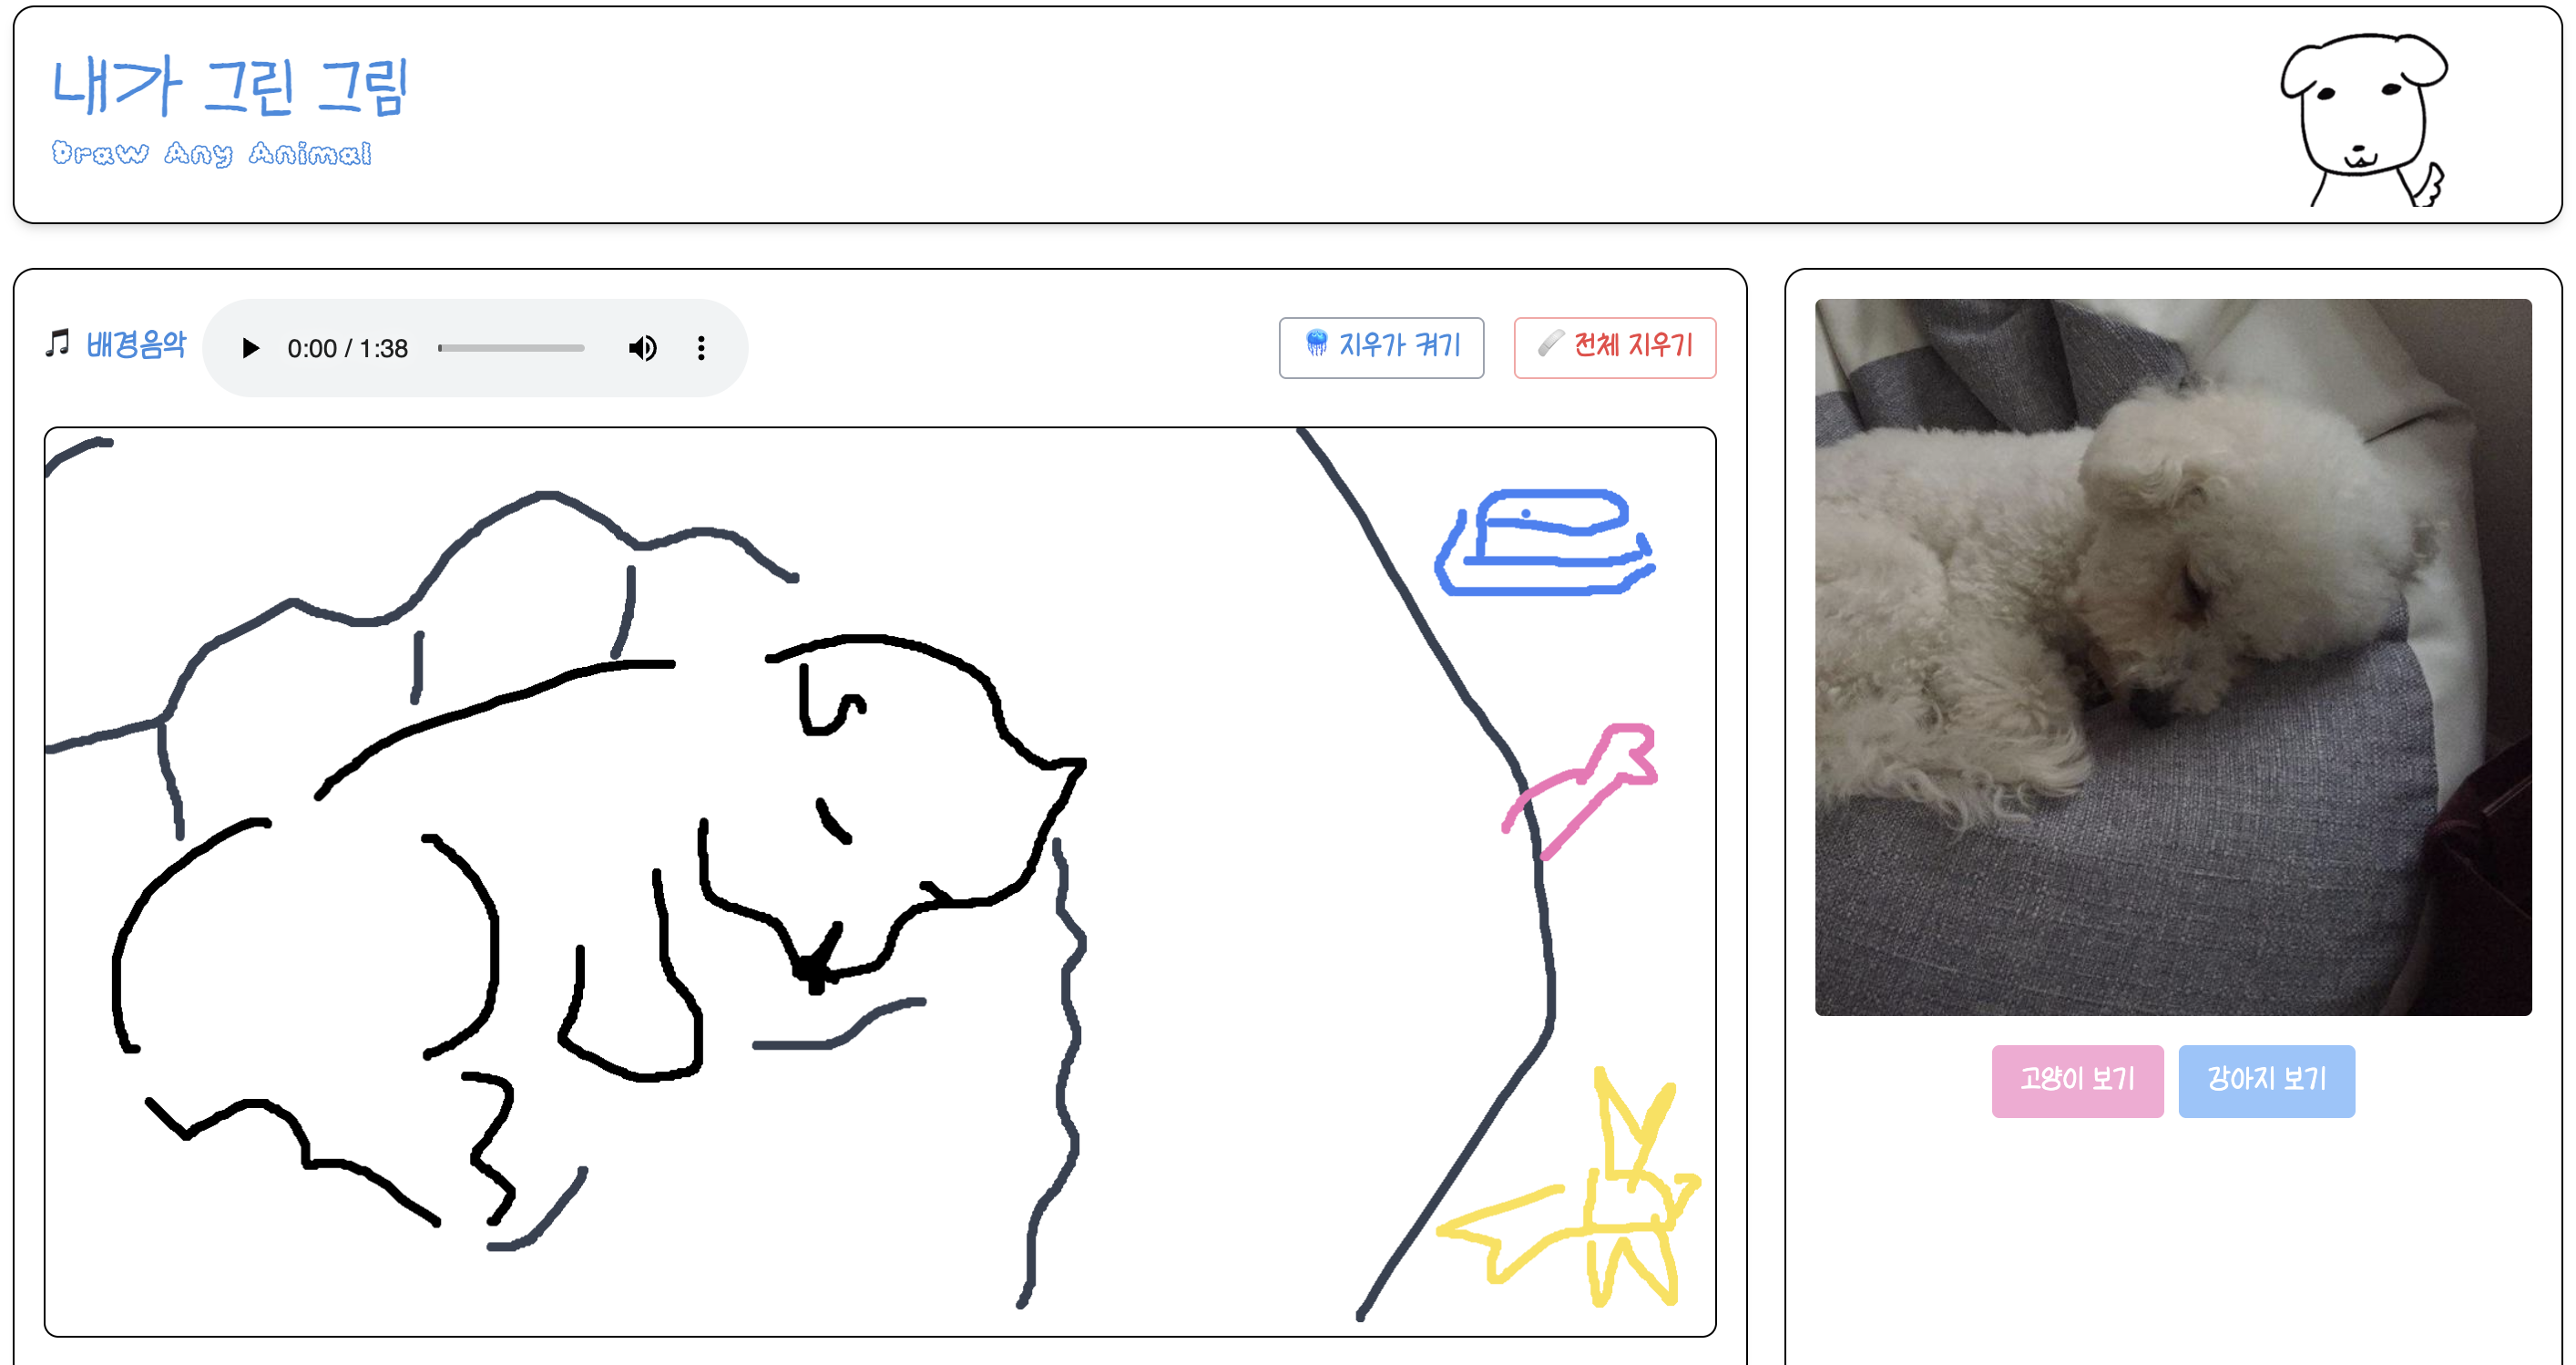 내가 그린 그림
Draw Any Animal
🎵 배경음악
0:00 / 1:38
🪼 지우가 켜기
전체 지우기
고양이 보기
강아지 보기